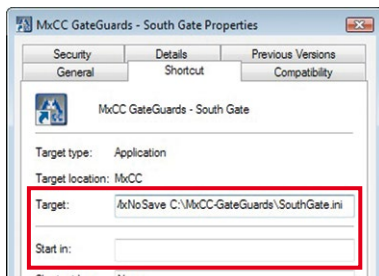 MxCC GateGuards - South Gate Properties
Security Details Previous Versions
General Shortcut Compatibility
MxCC GateGuards - South Gate
Target type: Application
Target location: MxCC
Target: /xNoSave C:\MxCC-GateGuards\SouthGate.ini
Start in: